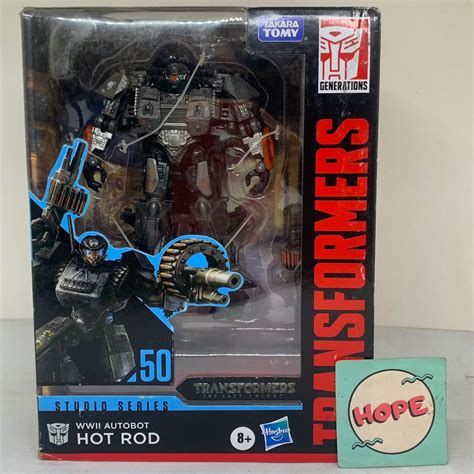 TAKARA
TOMY
GENERATIONS
TRANSFORMERS
50
TRANSFORMERS
THE LAST KNIGHT
STUDIO SERIES
WWII AUTOBOT
HOT ROD
8+
Hasbro
HOPE